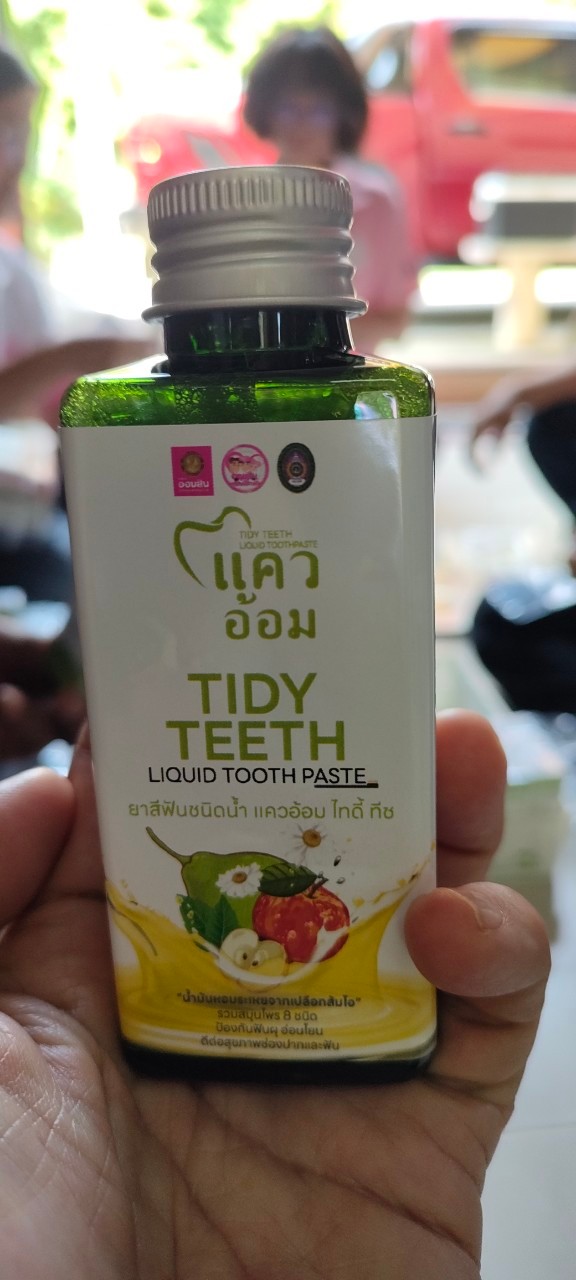 ออมสิน
TIDY TEETH
LIQUID TOOTHPASTE
แคว
อ้อม
TIDY
TEETH
LIQUID TOOTH PASTE
ยาสีฟันชนิดน้ำ แควอ้อม ไทดี้ ทีช
"น้ำมันหอมระเหยจากเปลือกส้มโอ"
รวมสมุนไพร 8 ชนิด
ป้องกันฟันผุ อ่อนโยน
ดีต่อสุขภาพช่องปากและฟัน